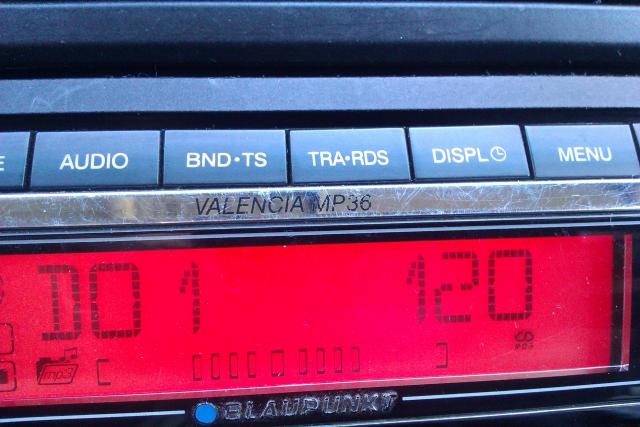 AUDIO BND•TS TRA•RDS DISPL MENU
VALENCIA MP36
D01 120
mp3
BLAUPUNKT